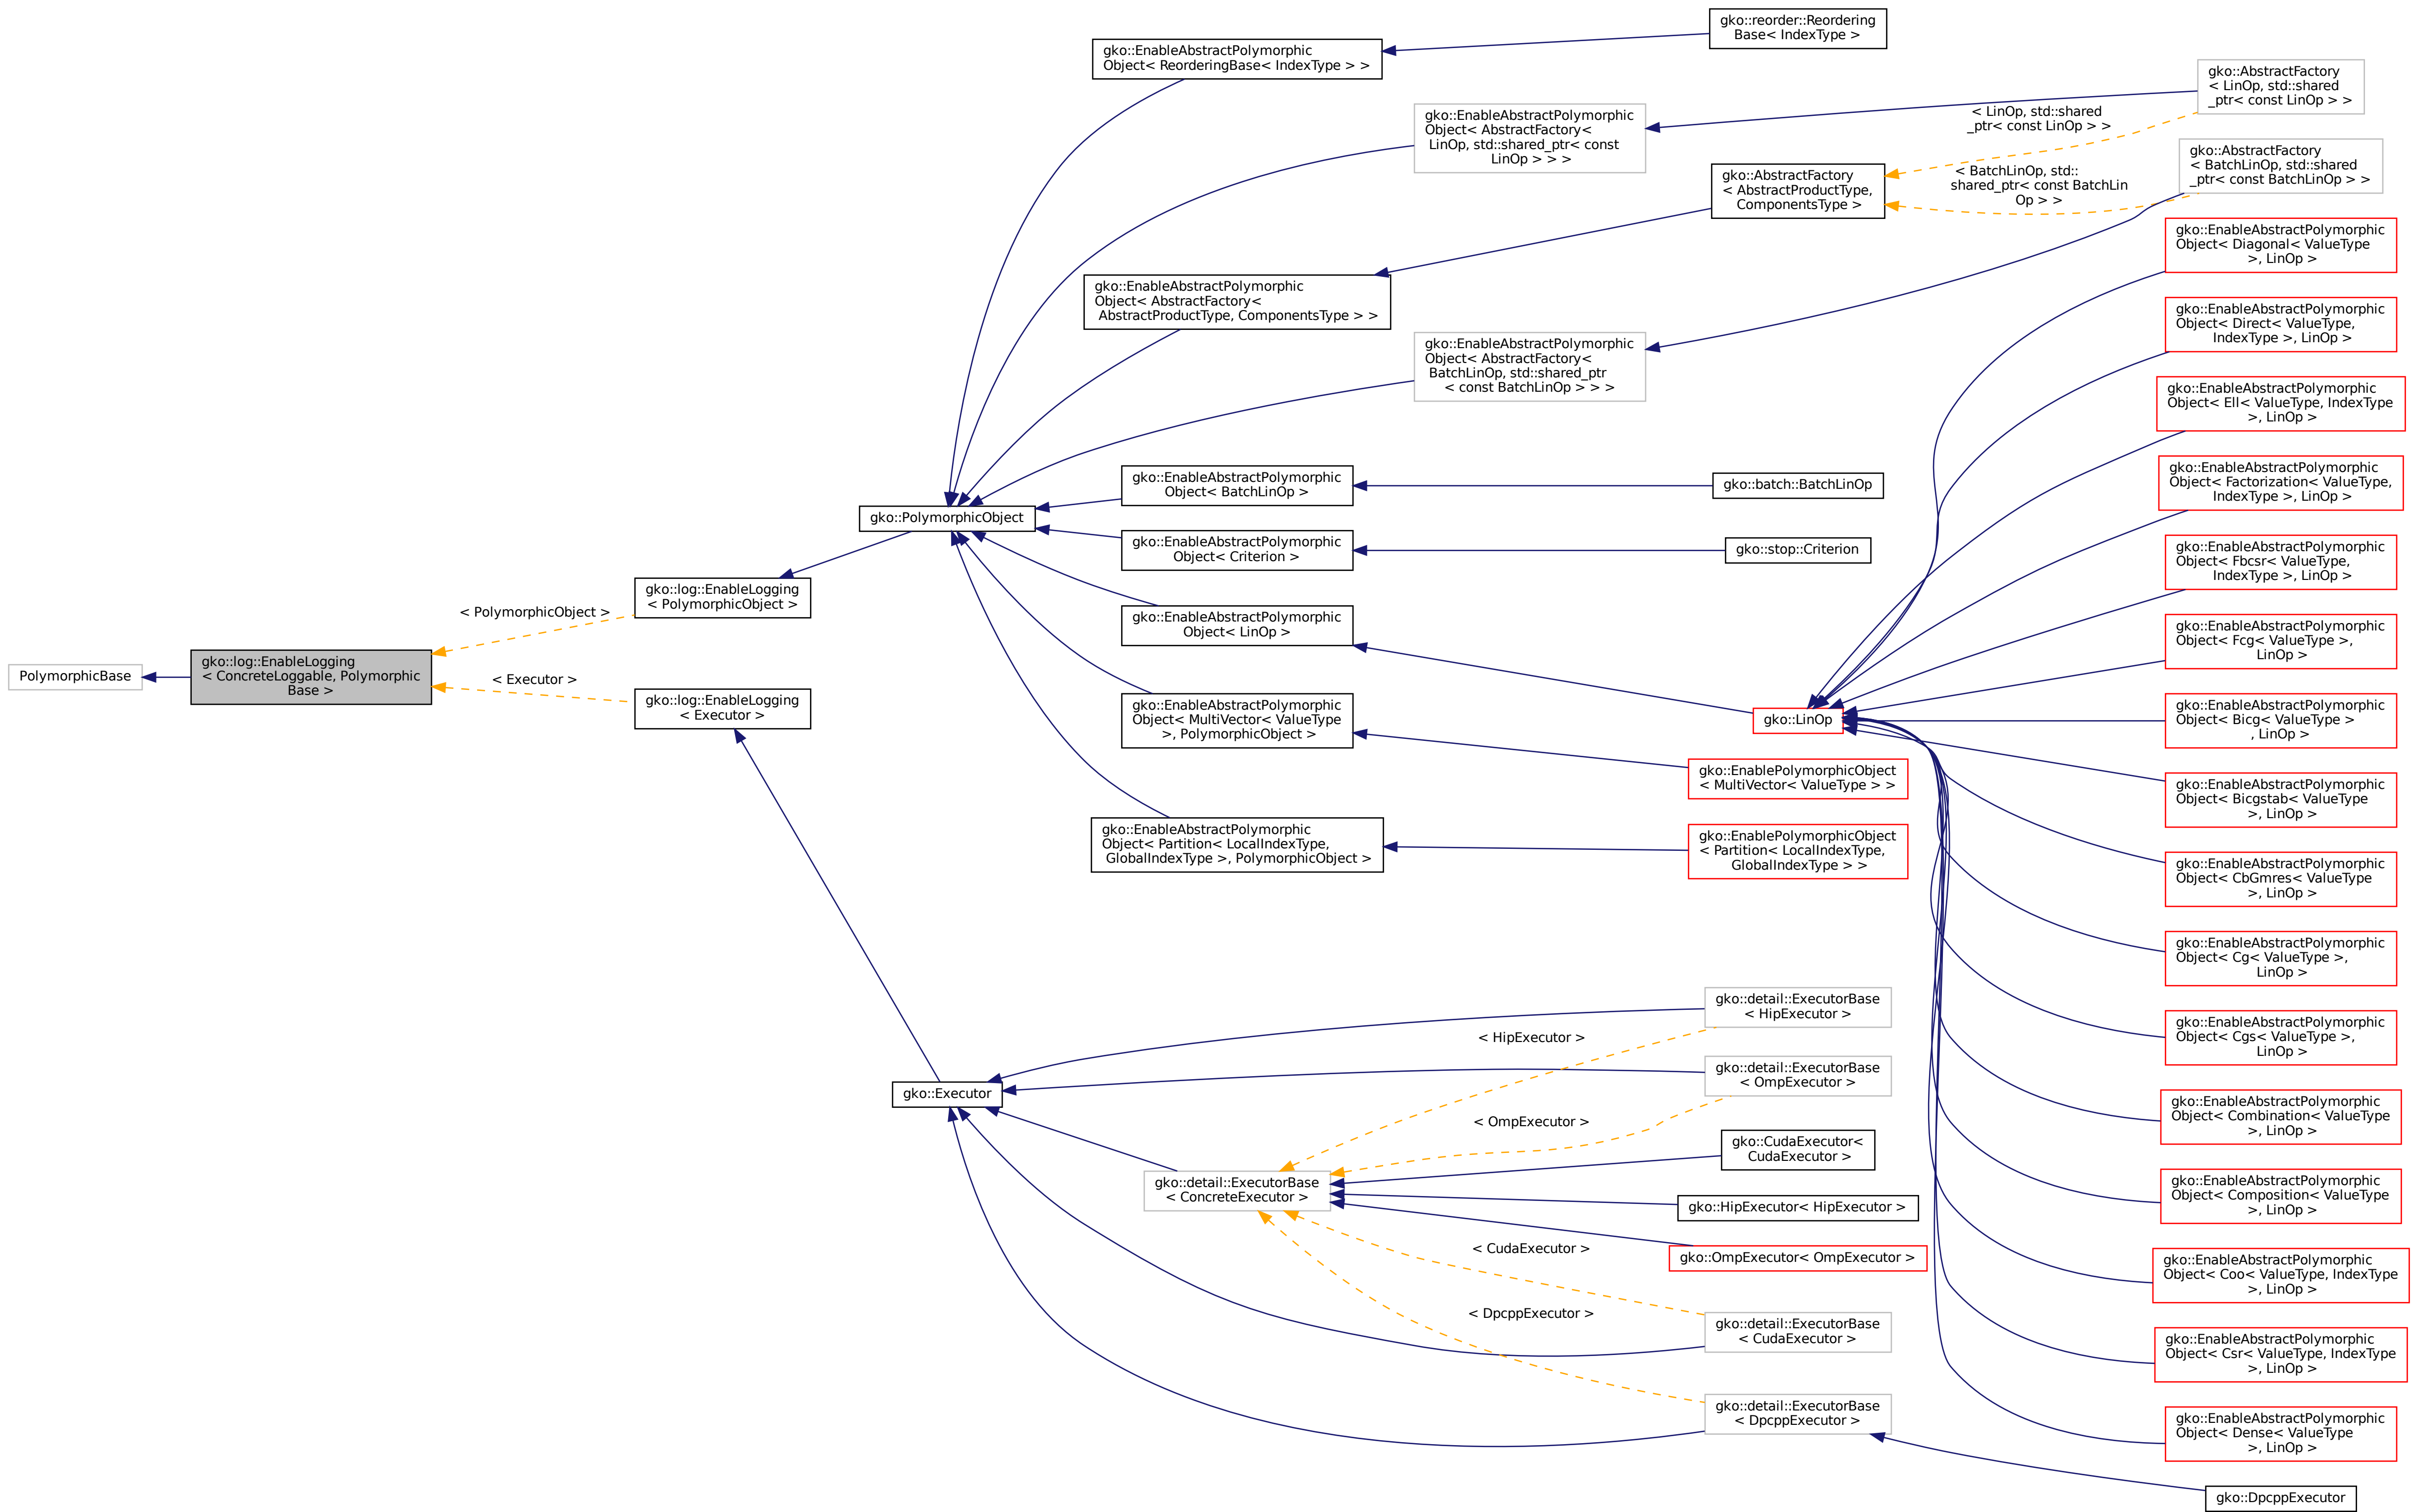 PolymorphicBase
gko::log::EnableLogging
< ConcreteLoggable, Polymorphic
Base >
< PolymorphicObject >
< Executor >
gko::log::EnableLogging
< PolymorphicObject >
gko::log::EnableLogging
< Executor >
gko::PolymorphicObject
gko::Executor
gko::EnableAbstractPolymorphic
Object< ReorderingBase< IndexType > >
gko::EnableAbstractPolymorphic
Object< AbstractFactory<
LinOp, std::shared_ptr< const
LinOp > > >
gko::EnableAbstractPolymorphic
Object< AbstractFactory<
AbstractProductType, ComponentsType > >
gko::EnableAbstractPolymorphic
Object< AbstractFactory<
BatchLinOp, std::shared_ptr
< const BatchLinOp > > >
gko::EnableAbstractPolymorphic
Object< BatchLinOp >
gko::EnableAbstractPolymorphic
Object< Criterion >
gko::EnableAbstractPolymorphic
Object< LinOp >
gko::EnableAbstractPolymorphic
Object< MultiVector< ValueType
>, PolymorphicObject >
gko::EnableAbstractPolymorphic
Object< Partition< LocalIndexType,
GlobalIndexType >, PolymorphicObject >
gko::detail::ExecutorBase
< ConcreteExecutor >
< HipExecutor >
< OmpExecutor >
< CudaExecutor >
< DpcppExecutor >
gko::reorder::Reordering
Base< IndexType >
gko::AbstractFactory
< AbstractProductType,
ComponentsType >
gko::batch::BatchLinOp
gko::stop::Criterion
gko::LinOp
gko::EnablePolymorphicObject
< MultiVector< ValueType > >
gko::EnablePolymorphicObject
< Partition< LocalIndexType,
GlobalIndexType > >
gko::detail::ExecutorBase
< HipExecutor >
gko::detail::ExecutorBase
< OmpExecutor >
gko::CudaExecutor<
CudaExecutor >
gko::HipExecutor< HipExecutor >
gko::OmpExecutor< OmpExecutor >
gko::detail::ExecutorBase
< CudaExecutor >
gko::detail::ExecutorBase
< DpcppExecutor >
< LinOp, std::shared
_ptr< const LinOp > >
< BatchLinOp, std::
shared_ptr< const BatchLin
Op > >
gko::AbstractFactory
< LinOp, std::shared
_ptr< const LinOp > >
gko::AbstractFactory
< BatchLinOp, std::shared
_ptr< const BatchLinOp > >
gko::EnableAbstractPolymorphic
Object< Diagonal< ValueType
>, LinOp >
gko::EnableAbstractPolymorphic
Object< Direct< ValueType,
IndexType >, LinOp >
gko::EnableAbstractPolymorphic
Object< Ell< ValueType, IndexType
>, LinOp >
gko::EnableAbstractPolymorphic
Object< Factorization< ValueType,
IndexType >, LinOp >
gko::EnableAbstractPolymorphic
Object< Fbcsr< ValueType,
IndexType >, LinOp >
gko::EnableAbstractPolymorphic
Object< Fcg< ValueType >,
LinOp >
gko::EnableAbstractPolymorphic
Object< Bicg< ValueType >
, LinOp >
gko::EnableAbstractPolymorphic
Object< Bicgstab< ValueType
>, LinOp >
gko::EnableAbstractPolymorphic
Object< CbGmres< ValueType
>, LinOp >
gko::EnableAbstractPolymorphic
Object< Cg< ValueType >,
LinOp >
gko::EnableAbstractPolymorphic
Object< Cgs< ValueType >,
LinOp >
gko::EnableAbstractPolymorphic
Object< Combination< ValueType
>, LinOp >
gko::EnableAbstractPolymorphic
Object< Composition< ValueType
>, LinOp >
gko::EnableAbstractPolymorphic
Object< Coo< ValueType, IndexType
>, LinOp >
gko::EnableAbstractPolymorphic
Object< Csr< ValueType, IndexType
>, LinOp >
gko::EnableAbstractPolymorphic
Object< Dense< ValueType
>, LinOp >
gko::DpcppExecutor